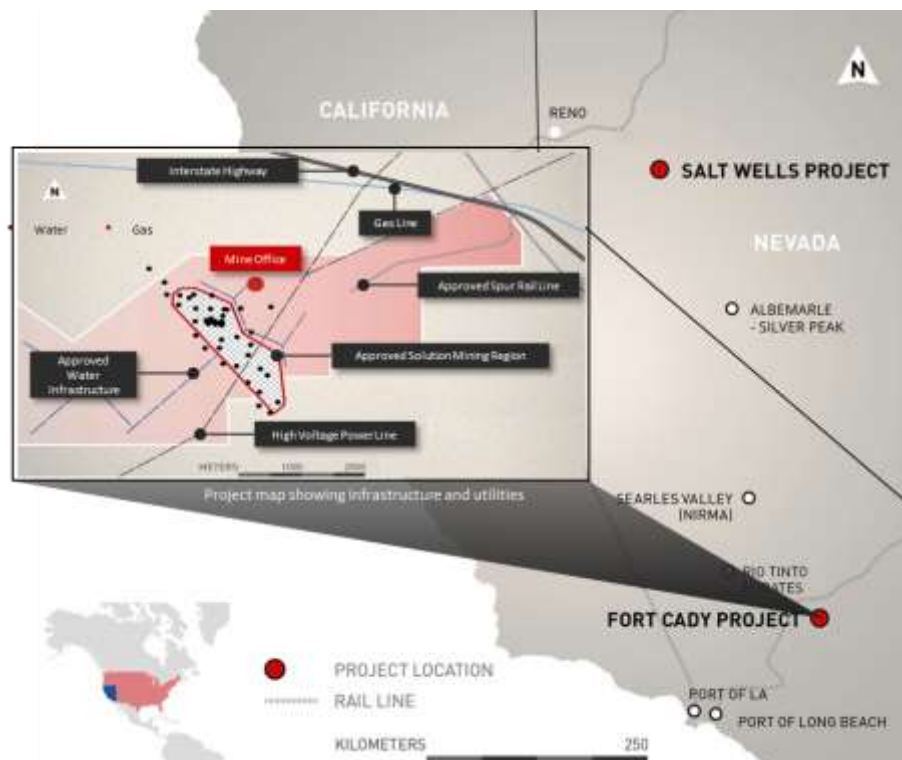 N
CALIFORNIA
RENO
SALT WELLS PROJECT
NEVADA
Interstate Highway
N
Gas Line
Water
Gas
Mine Office
Approved Spur Rail Line
ALBEMARLE
- SILVER PEAK
Approved Solution Mining Region
Approved
Water
Infrastructure
High Voltage Power Line
METERS 1000 2000
Project map showing infrastructure and utilities
SEARLES VALLEY
(NIRMA)
RIO TINTO
FORT CADY PROJECT
PROJECT LOCATION
RAIL LINE
PORT OF LA
PORT OF LONG BEACH
KILOMETERS 250